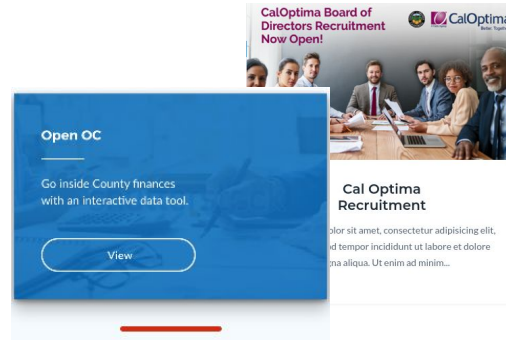 CalOptima Board of
Directors Recruitment
Now Open!
CalOptima
Better. Together.
Open OC
Go inside County finances
with an interactive data tool.
View
Cal Optima
Recruitment
sit amet, consectetur adipisicing elit,
tempor incididunt ut labore et dolore
aliqua. Ut enim ad minim...